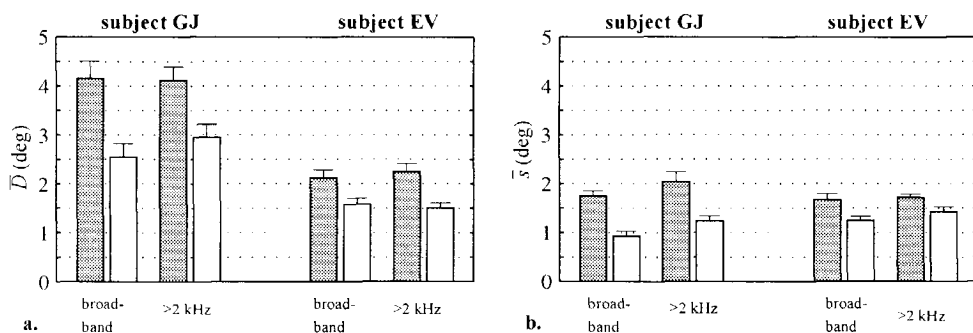 subject GJ subject EV
5
4
3
2
1
0
D̅ (deg)
broad-
band
>2 kHz
broad-
band
>2 kHz
a.
subject GJ subject EV
5
4
3
2
1
0
s̅ (deg)
broad-
band
>2 kHz
broad-
band
>2 kHz
b.